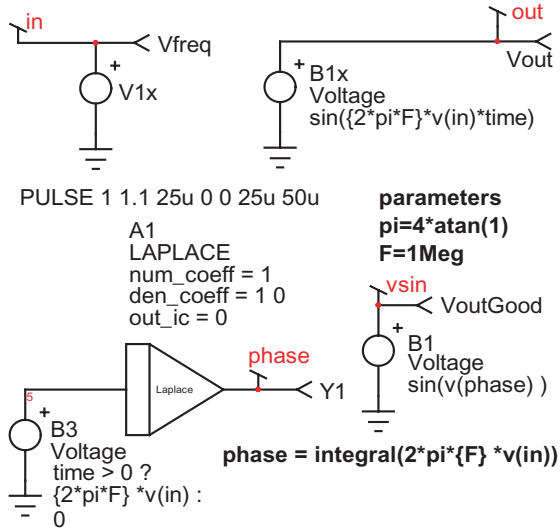 in
Vfreq
+
V1x
out
Vout
+
B1x
Voltage
sin({2*pi*F}*v(in)*time)
PULSE 1 1.1 25u 0 0 25u 50u
parameters
pi=4*atan(1)
F=1Meg
A1
LAPLACE
num_coeff = 1
den_coeff = 1 0
out_ic = 0
vsin
VoutGood
+
B1
Voltage
sin(v(phase) )
Laplace
phase
Y1
5
+
B3
Voltage
time > 0 ?
{2*pi*F} *v(in) :
0
phase = integral(2*pi*{F} *v(in))